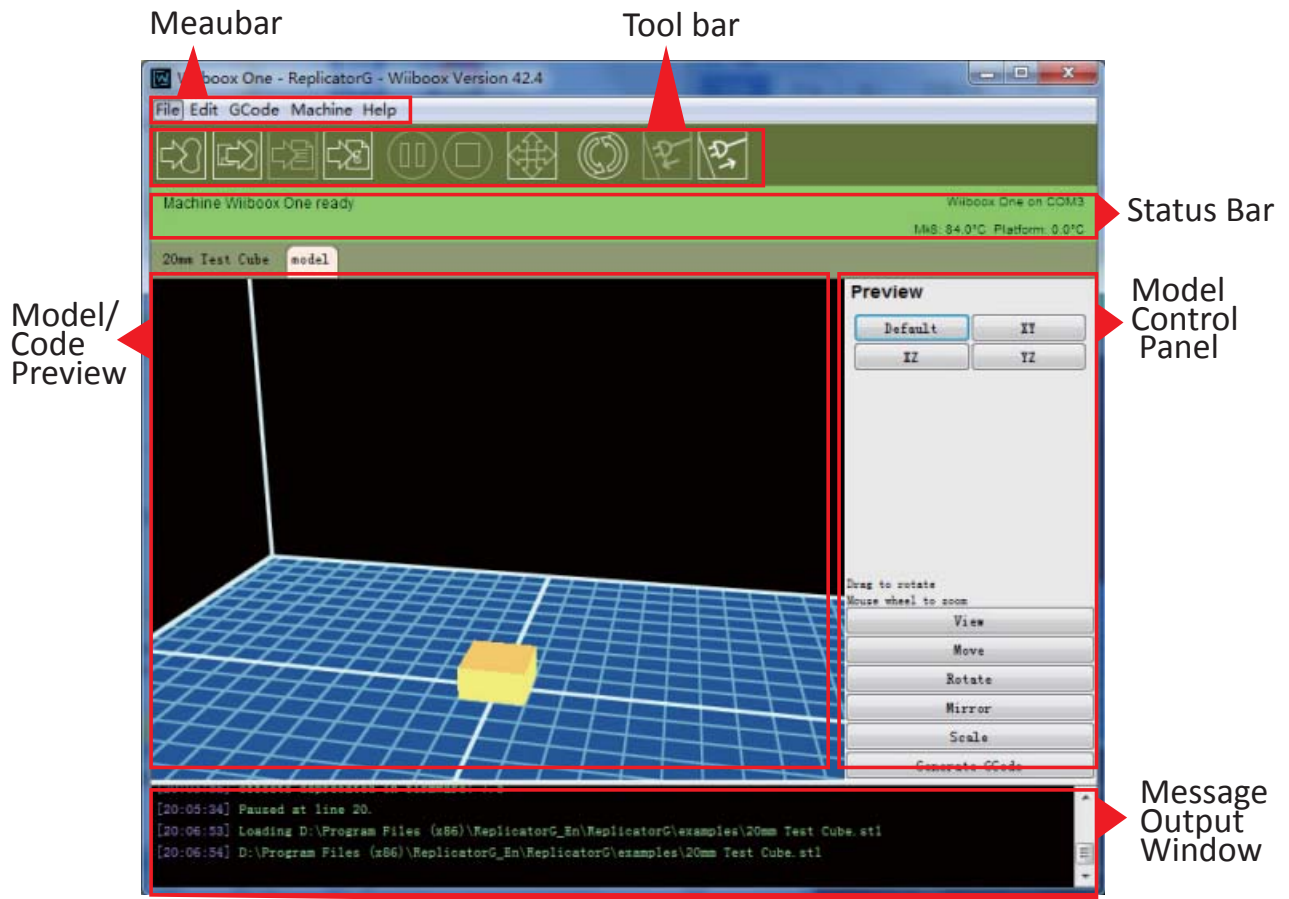 Meaubar
Tool bar
Wiiboox One - ReplicatorG - Wiiboox Version 42.4
File Edit GCode Machine Help
Machine Wiiboox One ready
Wiiboox One on COM3
Mk8: 84.0°C Platform: 0.0°C
Status Bar
20mm Test Cube model
Model/
Code
Preview
Preview
Default XY
XZ YZ
Model
Control
Panel
Drag to rotate
Mouse wheel to zoom
View
Move
Rotate
Mirror
Scale
Generate GCode
[20:05:34] Paused at line 20.
[20:06:53] Loading D:\Program Files (x86)\ReplicatorG_En\ReplicatorG\examples\20mm Test Cube.stl
[20:06:54] D:\Program Files (x86)\ReplicatorG_En\ReplicatorG\examples\20mm Test Cube.stl
Message
Output
Window